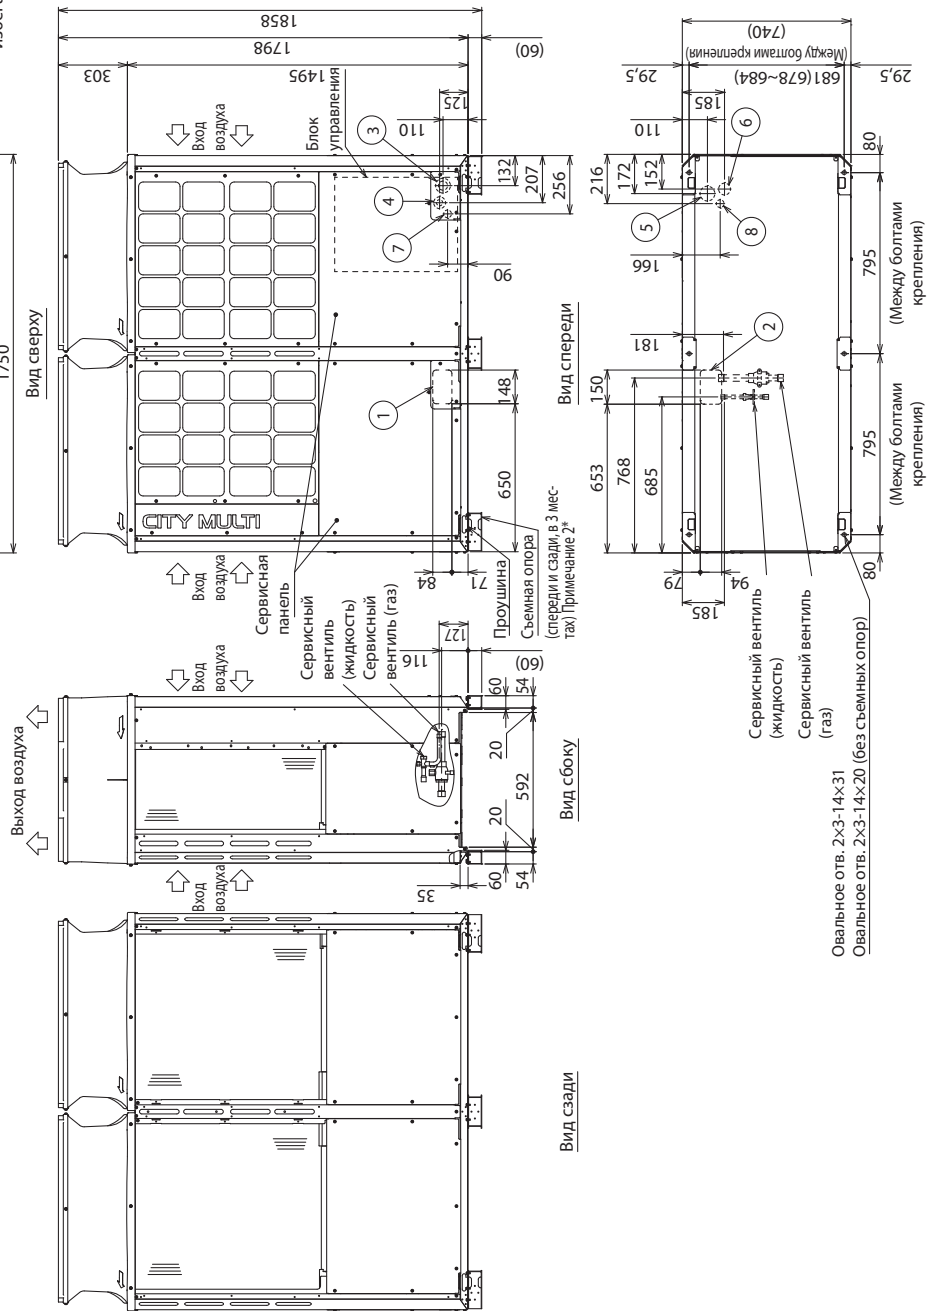 1858
1798
(60)
303
1495
125
110
Вход
воздуха
Блок
управления
3
4
7
132
207
256
90
1750
Вид сверху
CITY MULTI
1
148
650
84
71
Вход
воздуха
Сервисная
панель
Проушина
Съемная опора
(спереди и сзади, в 3 мес-
тах) Примечание 2*
Вид спереди
Выход воздуха
Вход
воздуха
Сервисный
вентиль
(жидкость)
Сервисный
вентиль (газ)
127
116
(60)
60
54
20
592
20
60
54
35
Вход
воздуха
Вид сбоку
Вид сзади
(740)
(Между болтами крепления)
681(678~684)
29,5
29,5
185
110
6
5
8
216
172
152
166
80
795
(Между болтами
крепления)
181
2
150
653
768
685
795
(Между болтами
крепления)
80
79
94
185
Сервисный вентиль
(жидкость)
Сервисный вентиль
(газ)
Овальное отв. 2×3-14×31
Овальное отв. 2×3-14×20 (без съемных опор)